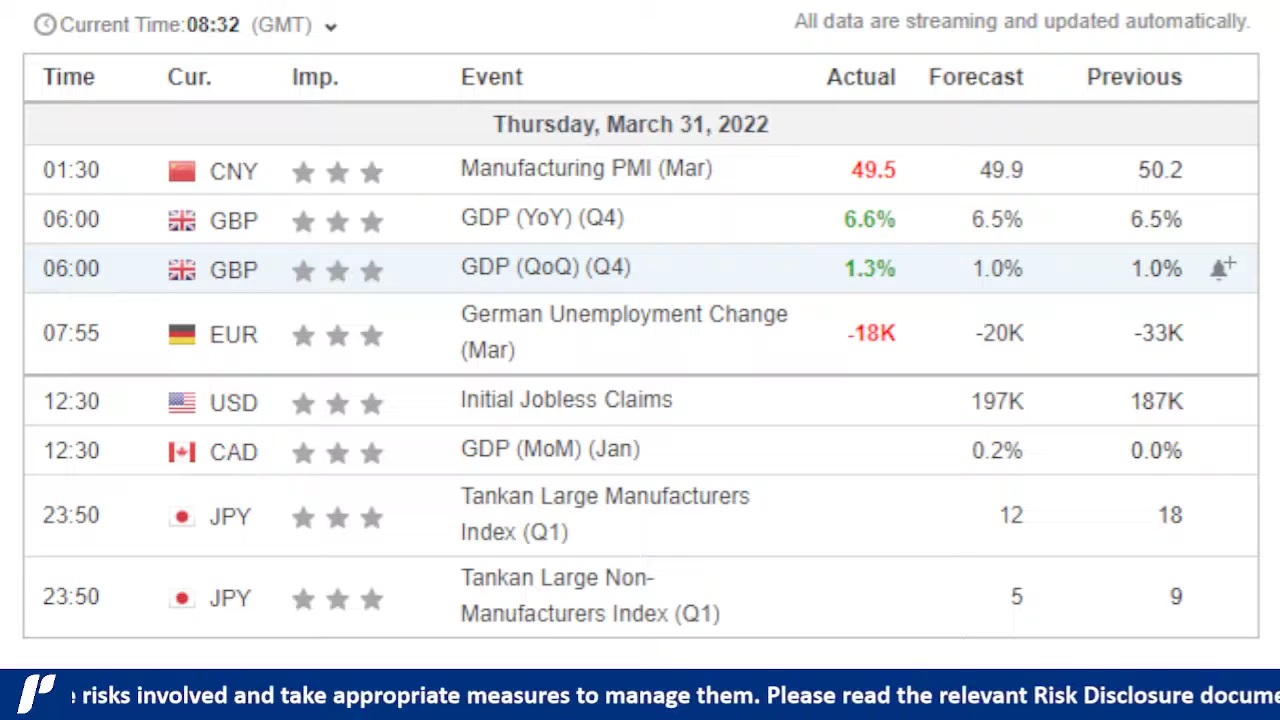 Current Time: 08:32 (GMT) All data are streaming and updated automatically.
Time Cur. Imp. Event Actual Forecast Previous
Thursday, March 31, 2022
01:30 CNY Manufacturing PMI (Mar) 49.5 49.9 50.2
06:00 GBP GDP (YoY) (Q4) 6.6% 6.5% 6.5%
06:00 GBP GDP (QoQ) (Q4) 1.3% 1.0% 1.0%
07:55 EUR German Unemployment Change
(Mar) -18K -20K -33K
12:30 USD Initial Jobless Claims 197K 187K
12:30 CAD GDP (MoM) (Jan) 0.2% 0.0%
23:50 JPY Tankan Large Manufacturers
Index (Q1) 12 18
23:50 JPY Tankan Large Non-
Manufacturers Index (Q1) 5 9
risks involved and take appropriate measures to manage them. Please read the relevant Risk Disclosure docume